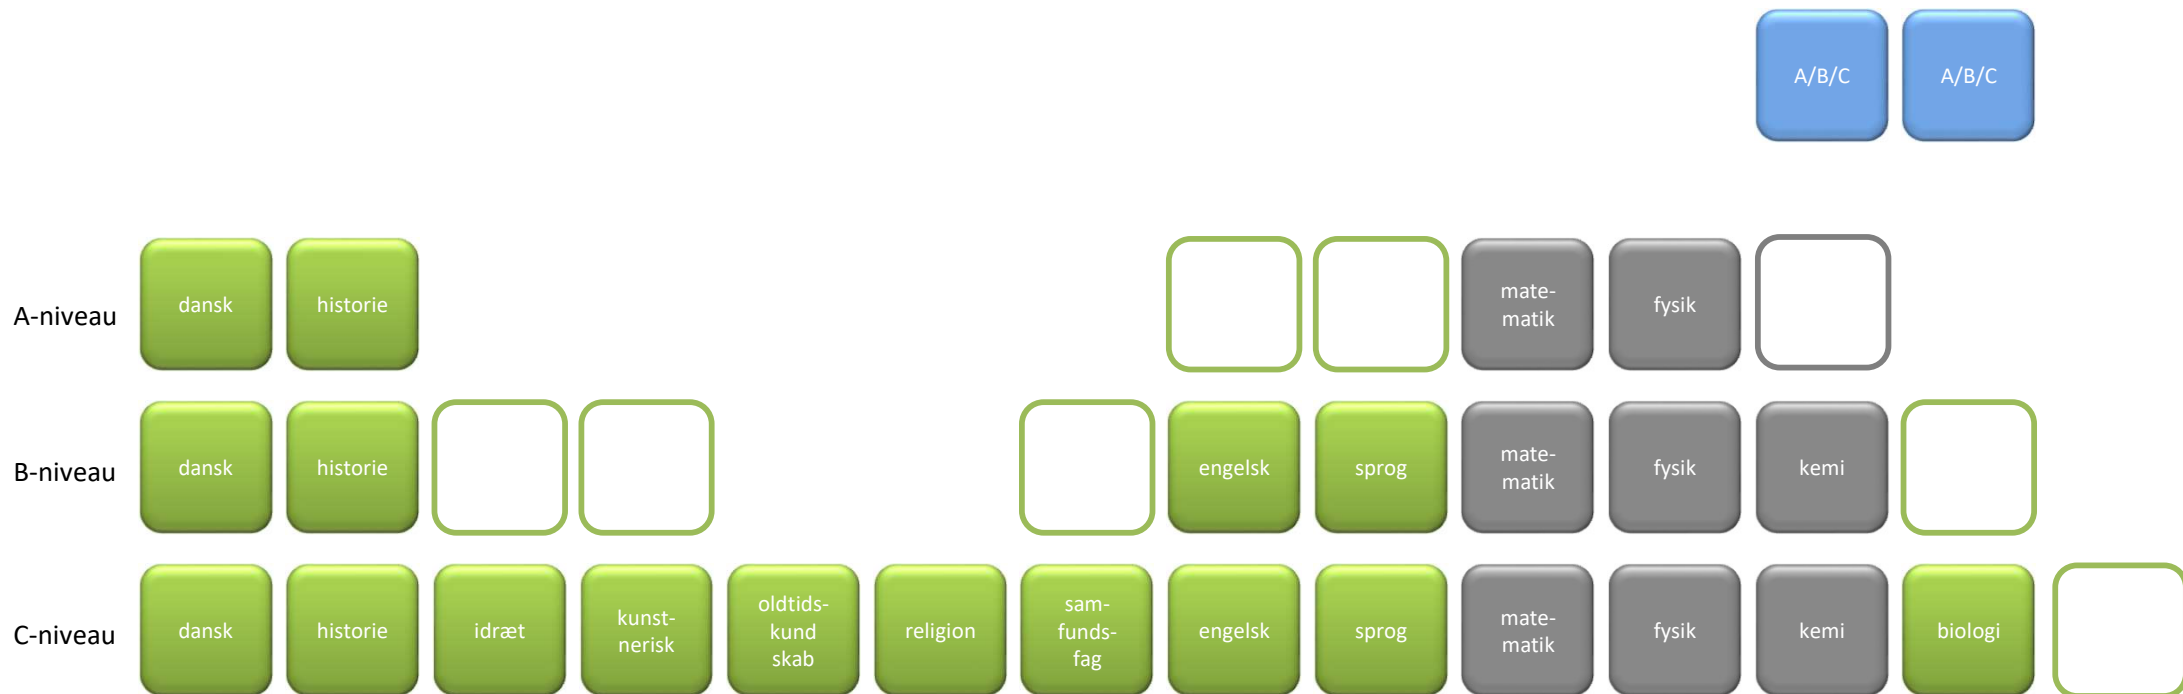 A/B/C
A/B/C
A-niveau
dansk
historie
mate-
matik
fysik
B-niveau
dansk
historie
engelsk
sprog
mate-
matik
fysik
kemi
C-niveau
dansk
historie
idræt
kunst-
nerisk
oldtids-
kund
skab
religion
sam-
funds-
fag
engelsk
sprog
mate-
matik
fysik
kemi
biologi